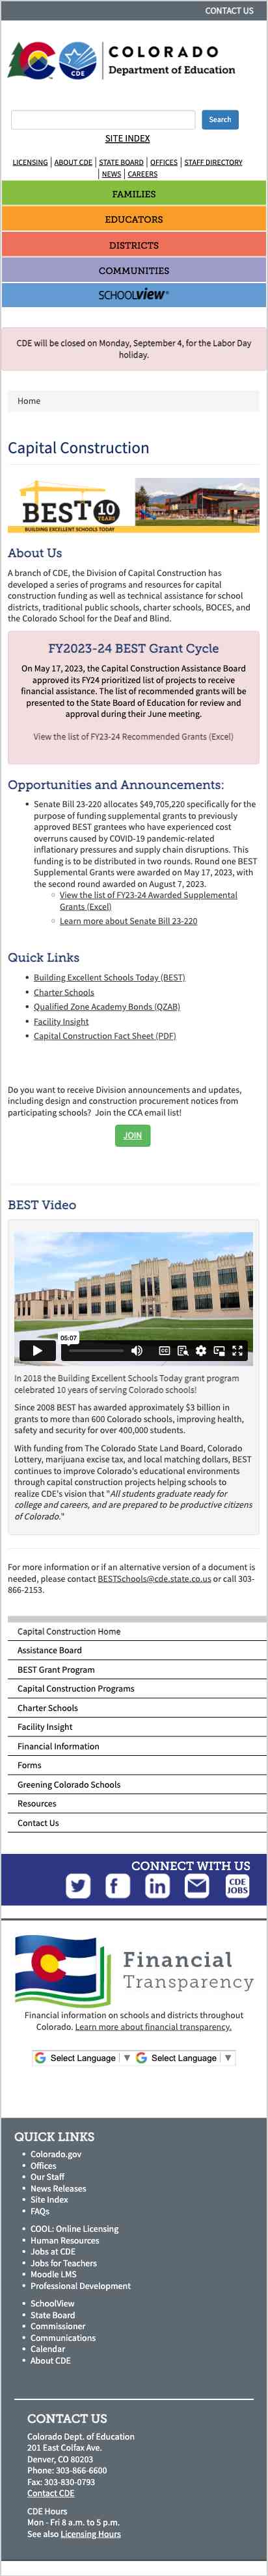 CONTACT US
COLORADO
Department of Education
CDE
Search
SITE INDEX
LICENSING | ABOUT CDE | STATE BOARD | OFFICES | STAFF DIRECTORY
| NEWS | CAREERS
FAMILIES
EDUCATORS
DISTRICTS
COMMUNITIES
SCHOOLVIEW®
CDE will be closed on Monday, September 4, for the Labor Day
holiday.
Home
Capital Construction
BEST 10 YEARS
BUILDING EXCELLENT SCHOOLS TODAY
About Us
A branch of CDE, the Division of Capital Construction has
developed a series of programs and resources for capital
construction funding as well as technical assistance for school
districts, traditional public schools, charter schools, BOCES, and
the Colorado School for the Deaf and Blind.
FY2023-24 BEST Grant Cycle
On May 17, 2023, the Capital Construction Assistance Board
approved its FY24 prioritized list of projects to receive
financial assistance. The list of recommended grants will be
presented to the State Board of Education for review and
approval during their June meeting.
View the list of FY23-24 Recommended Grants (Excel)
Opportunities and Announcements:
Senate Bill 23-220 allocates $49,705,220 specifically for the
purpose of funding supplemental grants to previously
approved BEST grantees who have experienced cost
overruns caused by COVID-19 pandemic-related
inflationary pressures and supply chain disruptions. This
funding is to be distributed in two rounds. Round one BEST
Supplemental Grants were awarded on May 17, 2023, with
the second round awarded on August 7, 2023.
View the list of FY23-24 Awarded Supplemental
Grants (Excel)
Learn more about Senate Bill 23-220
Quick Links
Building Excellent Schools Today (BEST)
Charter Schools
Qualified Zone Academy Bonds (QZAB)
Facility Insight
Capital Construction Fact Sheet (PDF)
Do you want to receive Division announcements and updates,
including design and construction procurement notices from
participating schools? Join the CCA email list!
JOIN
BEST Video
05:07
CC
In 2018 the Building Excellent Schools Today grant program
celebrated 10 years of serving Colorado schools!
Since 2008 BEST has awarded approximately $3 billion in
grants to more than 600 Colorado schools, improving health,
safety and security for over 400,000 students.
With funding from The Colorado State Land Board, Colorado
Lottery, marijuana excise tax, and local matching dollars, BEST
continues to improve Colorado's educational environments
through capital construction projects helping schools to
realize CDE's vision that "All students graduate ready for
college and careers, and are prepared to be productive citizens
of Colorado."
For more information or if an alternative version of a document is
needed, please contact BESTSchools@cde.state.co.us or call 303-
866-2153.
Capital Construction Home
Assistance Board
BEST Grant Program
Capital Construction Programs
Charter Schools
Facility Insight
Financial Information
Forms
Greening Colorado Schools
Resources
Contact Us
CONNECT WITH US
CDE
JOBS
Financial
Transparency
Financial information on schools and districts throughout
Colorado. Learn more about financial transparency.
Select Language ▼ Select Language ▼
QUICK LINKS
Colorado.gov
Offices
Our Staff
News Releases
Site Index
FAQs
COOL: Online Licensing
Human Resources
Jobs at CDE
Jobs for Teachers
Moodle LMS
Professional Development
SchoolView
State Board
Commissioner
Communications
Calendar
About CDE
CONTACT US
Colorado Dept. of Education
201 East Colfax Ave.
Denver, CO 80203
Phone: 303-866-6600
Fax: 303-830-0793
Contact CDE
CDE Hours
Mon - Fri 8 a.m. to 5 p.m.
See also Licensing Hours